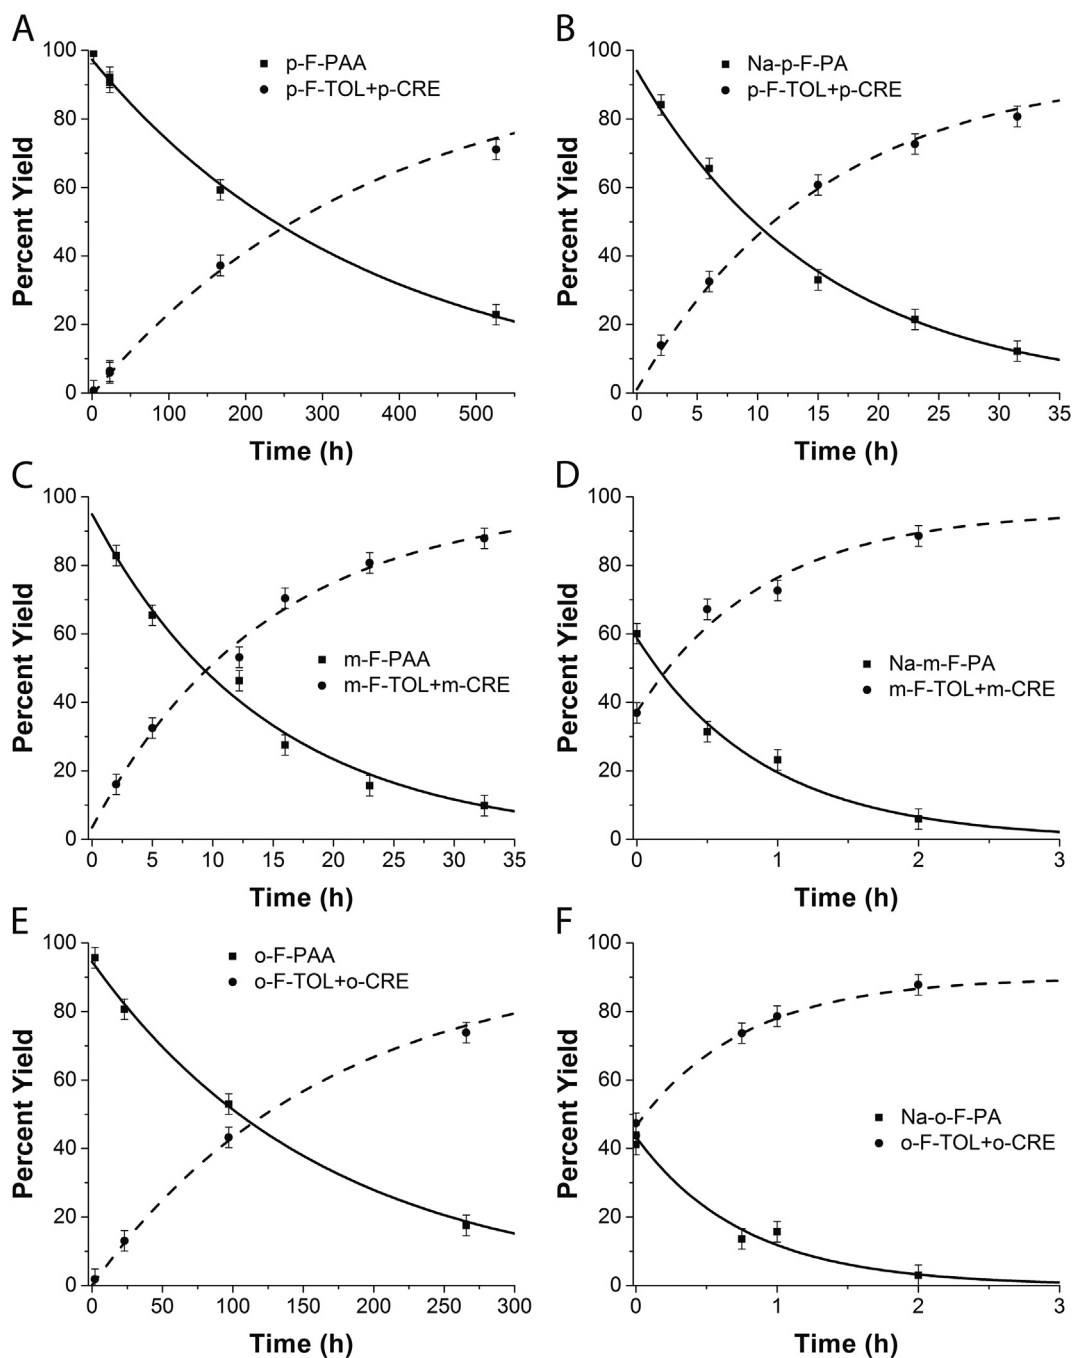 A
p-F-PAA
p-F-TOL+p-CRE
Percent Yield
100
80
60
40
20
0
0 100 200 300 400 500
Time (h)
B
Na-p-F-PA
p-F-TOL+p-CRE
Percent Yield
100
80
60
40
20
0
0 5 10 15 20 25 30 35
Time (h)
C
m-F-PAA
m-F-TOL+m-CRE
Percent Yield
100
80
60
40
20
0
0 5 10 15 20 25 30 35
Time (h)
D
Na-m-F-PA
m-F-TOL+m-CRE
Percent Yield
100
80
60
40
20
0
0 1 2 3
Time (h)
E
o-F-PAA
o-F-TOL+o-CRE
Percent Yield
100
80
60
40
20
0
0 50 100 150 200 250 300
Time (h)
F
Na-o-F-PA
o-F-TOL+o-CRE
Percent Yield
100
80
60
40
20
0
0 1 2 3
Time (h)